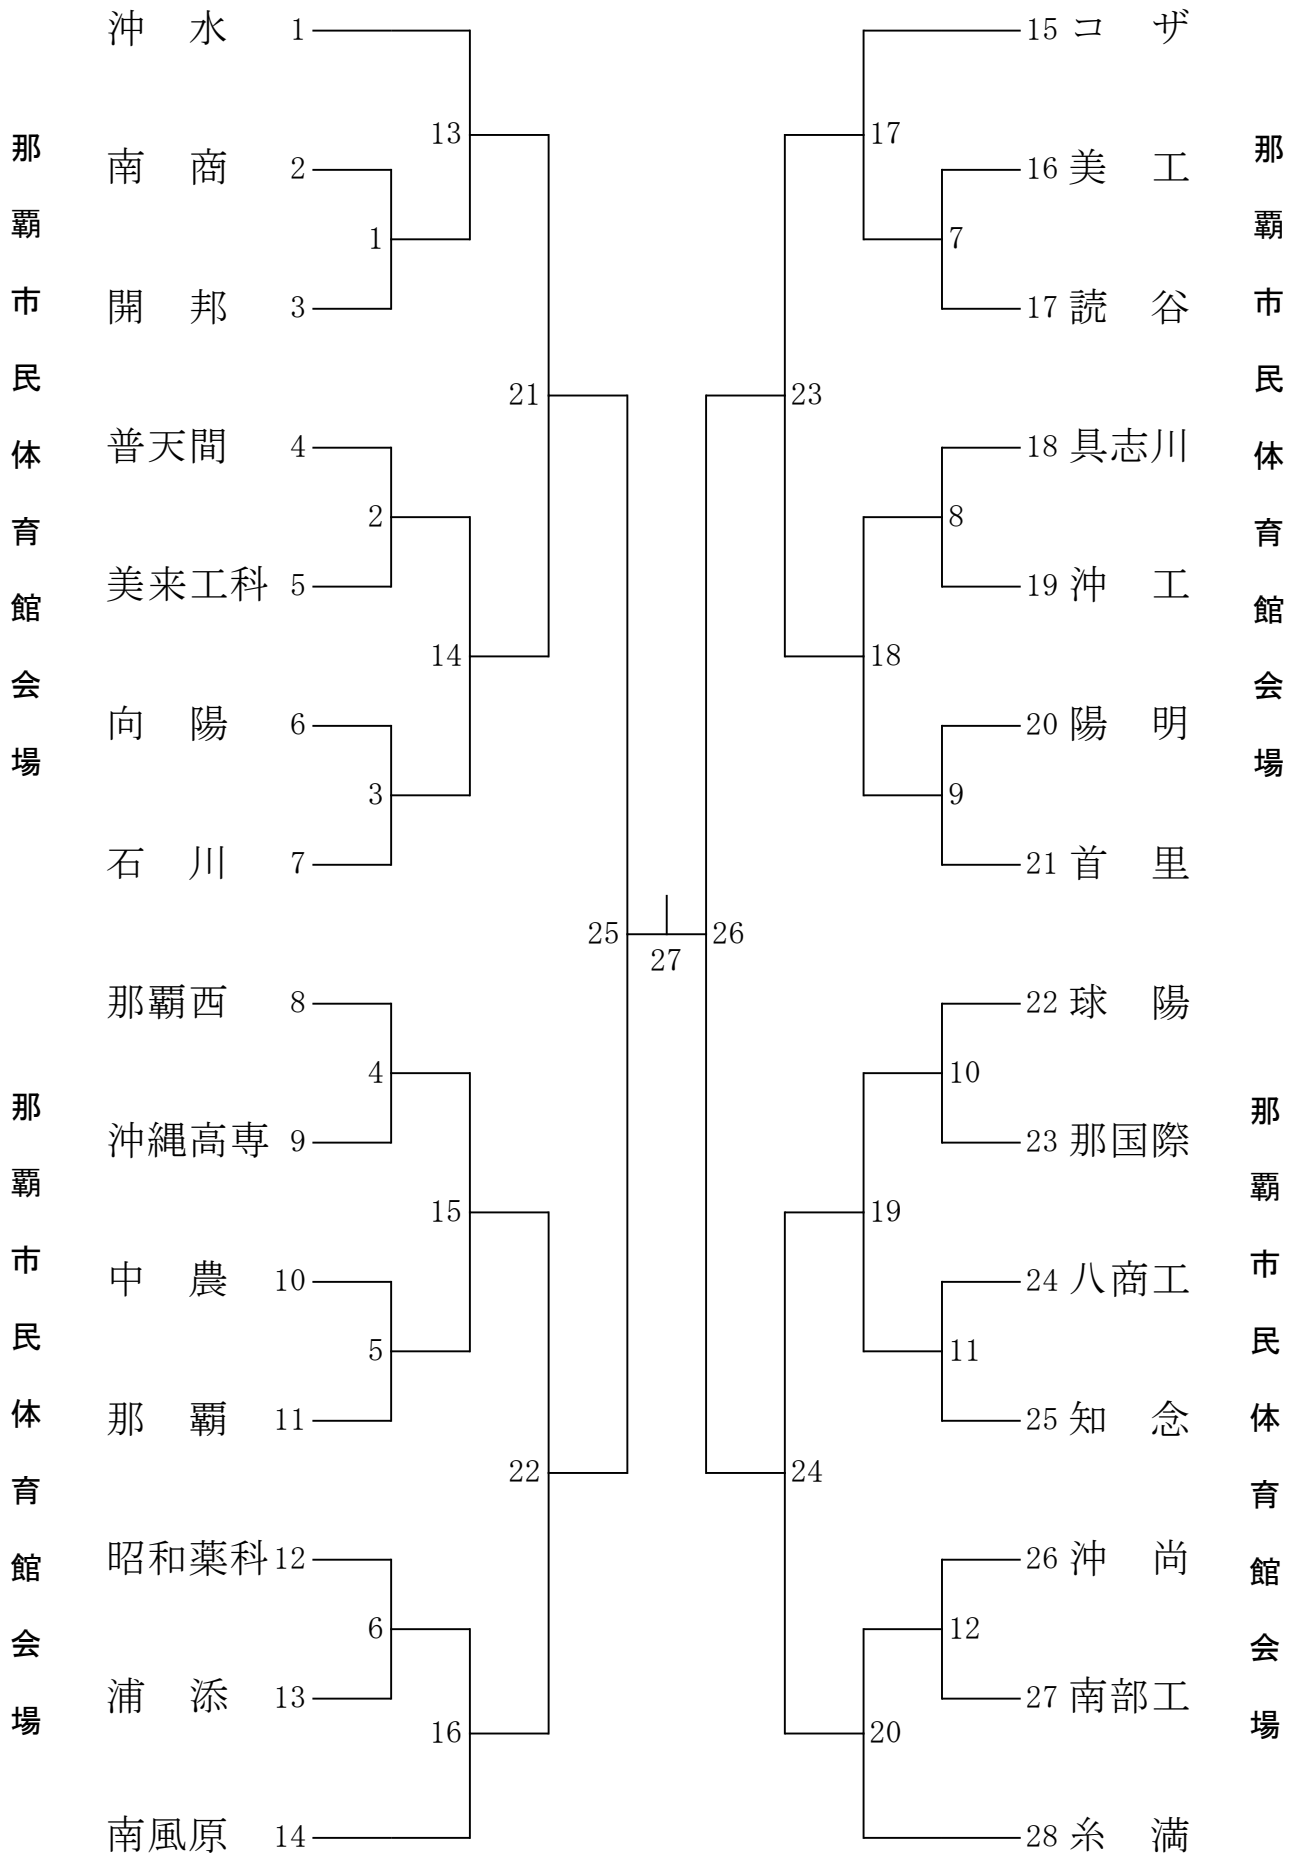 那覇市民体育館会場
那覇市民体育館会場
沖 水 1
南 商 2
開 邦 3
普天間 4
美来工科 5
向 陽 6
石 川 7
那覇西 8
沖縄高専 9
中 農 10
那 覇 11
昭和薬科 12
浦 添 13
南風原 14
1
2
3
4
5
6
13
14
15
16
21
22
25
27
26
23
24
17
18
19
20
7
8
9
10
11
12
15 コ ザ
16 美 工
17 読 谷
18 具志川
19 沖 工
20 陽 明
21 首 里
22 球 陽
23 那国際
24 八商工
25 知 念
26 沖 尚
27 南部工
28 糸 満
那覇市民体育館会場
那覇市民体育館会場